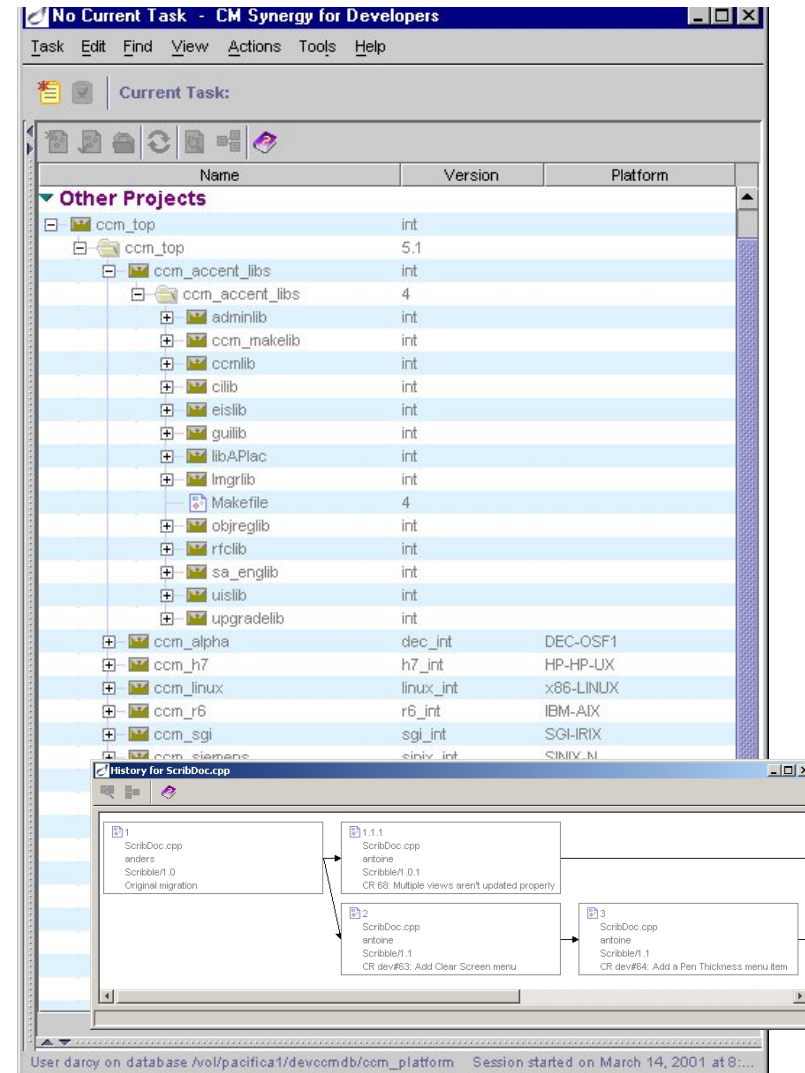 No Current Task - CM Synergy for Developers
Task Edit Find View Actions Tools Help
Current Task:
Name Version Platform
Other Projects
ccm_top int
ccm_top 5.1
ccm_accent_libs int
ccm_accent_libs 4
adminlib int
ccm_makelib int
ccmlib int
cilib int
eislib int
guilib int
libAPlac int
lmgrlib int
Makefile 4
objreglib int
rfclib int
sa_englib int
uislib int
upgradelib int
ccm_alpha dec_int DEC-OSF1
ccm_h7 h7_int HP-HP-UX
ccm_linux linux_int x86-LINUX
ccm_r6 r6_int IBM-AIX
ccm_sgi sgi_int SGI-IRIX
ccm_siemens sinix_int SINIX-N
History for ScribDoc.cpp
1
ScribDoc.cpp
anders
Scribble/1.0
Original migration
1.1.1
ScribDoc.cpp
antoine
Scribble/1.0.1
CR 68: Multiple views aren't updated properly
2
ScribDoc.cpp
antoine
Scribble/1.1
CR dev#63: Add Clear Screen menu
3
ScribDoc.cpp
antoine
Scribble/1.1
CR dev#64: Add a Pen Thickness menu item
User darcy on database /vol/pacifica1/devccmdb/ccm_platform Session started on March 14, 2001 at 8:...